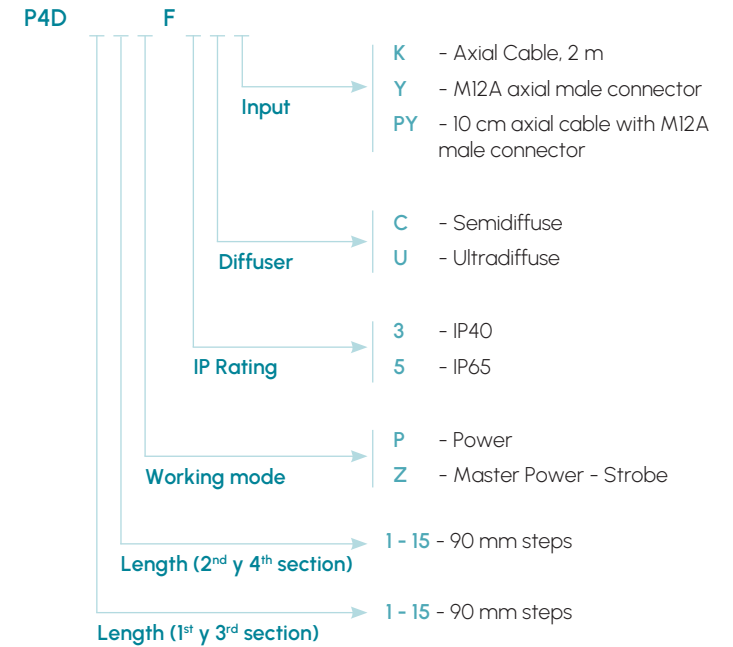 P4D F
K - Axial Cable, 2 m
Y - M12A axial male connector
Input
PY - 10 cm axial cable with M12A
male connector
C - Semidiffuse
U - Ultradiffuse
Diffuser
3 - IP40
5 - IP65
IP Rating
P - Power
Z - Master Power - Strobe
Working mode
1 - 15 - 90 mm steps
Length (2nd y 4th section)
1 - 15 - 90 mm steps
Length (1st y 3rd section)